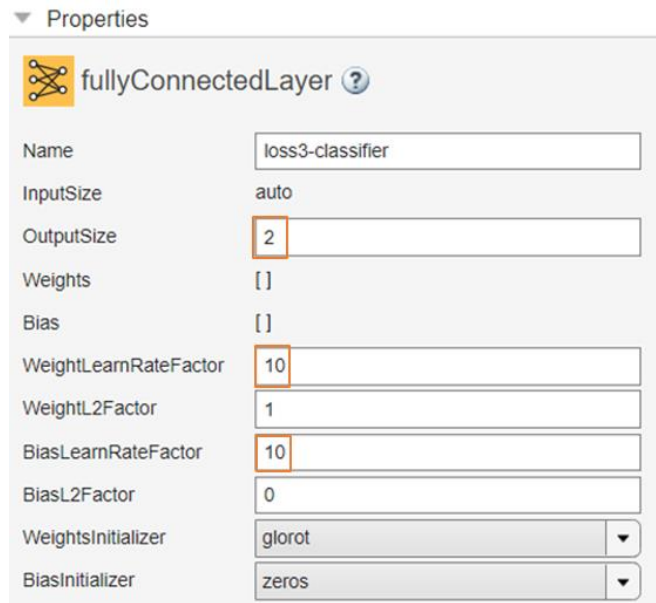 Properties
fullyConnectedLayer ?
Name loss3-classifier
InputSize auto
OutputSize 2
Weights [ ]
Bias [ ]
WeightLearnRateFactor 10
WeightL2Factor 1
BiasLearnRateFactor 10
BiasL2Factor 0
WeightsInitializer glorot
BiasInitializer zeros